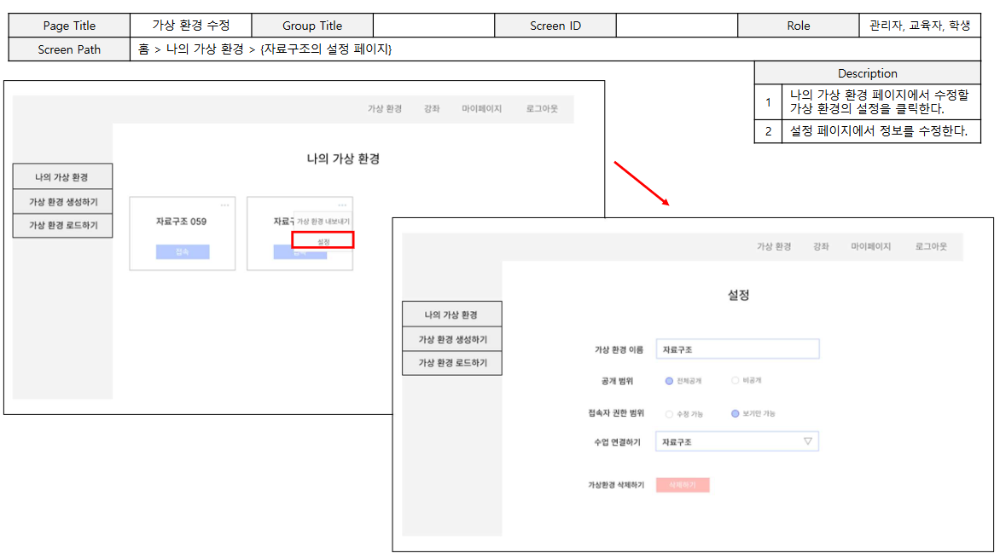 Page Title 가상 환경 수정 Group Title Screen ID Role 관리자, 교육자, 학생
Screen Path 홈 > 나의 가상 환경 > {자료구조의 설정 페이지}
Description
1 나의 가상 환경 페이지에서 수정할
가상 환경의 설정을 클릭한다.
2 설정 페이지에서 정보를 수정한다.
가상 환경 강좌 마이페이지 로그아웃
나의 가상 환경
나의 가상 환경
가상 환경 생성하기
가상 환경 로드하기
자료구조 059
접속
자료구
가상 환경 내보내기
설정
가상 환경 강좌 마이페이지 로그아웃
설정
나의 가상 환경
가상 환경 생성하기
가상 환경 로드하기
가상 환경 이름 자료구조
공개 범위 전체공개 비공개
접속자 권한 범위 수정 가능 보기만 가능
수업 연결하기 자료구조
가상환경 삭제하기 삭제하기